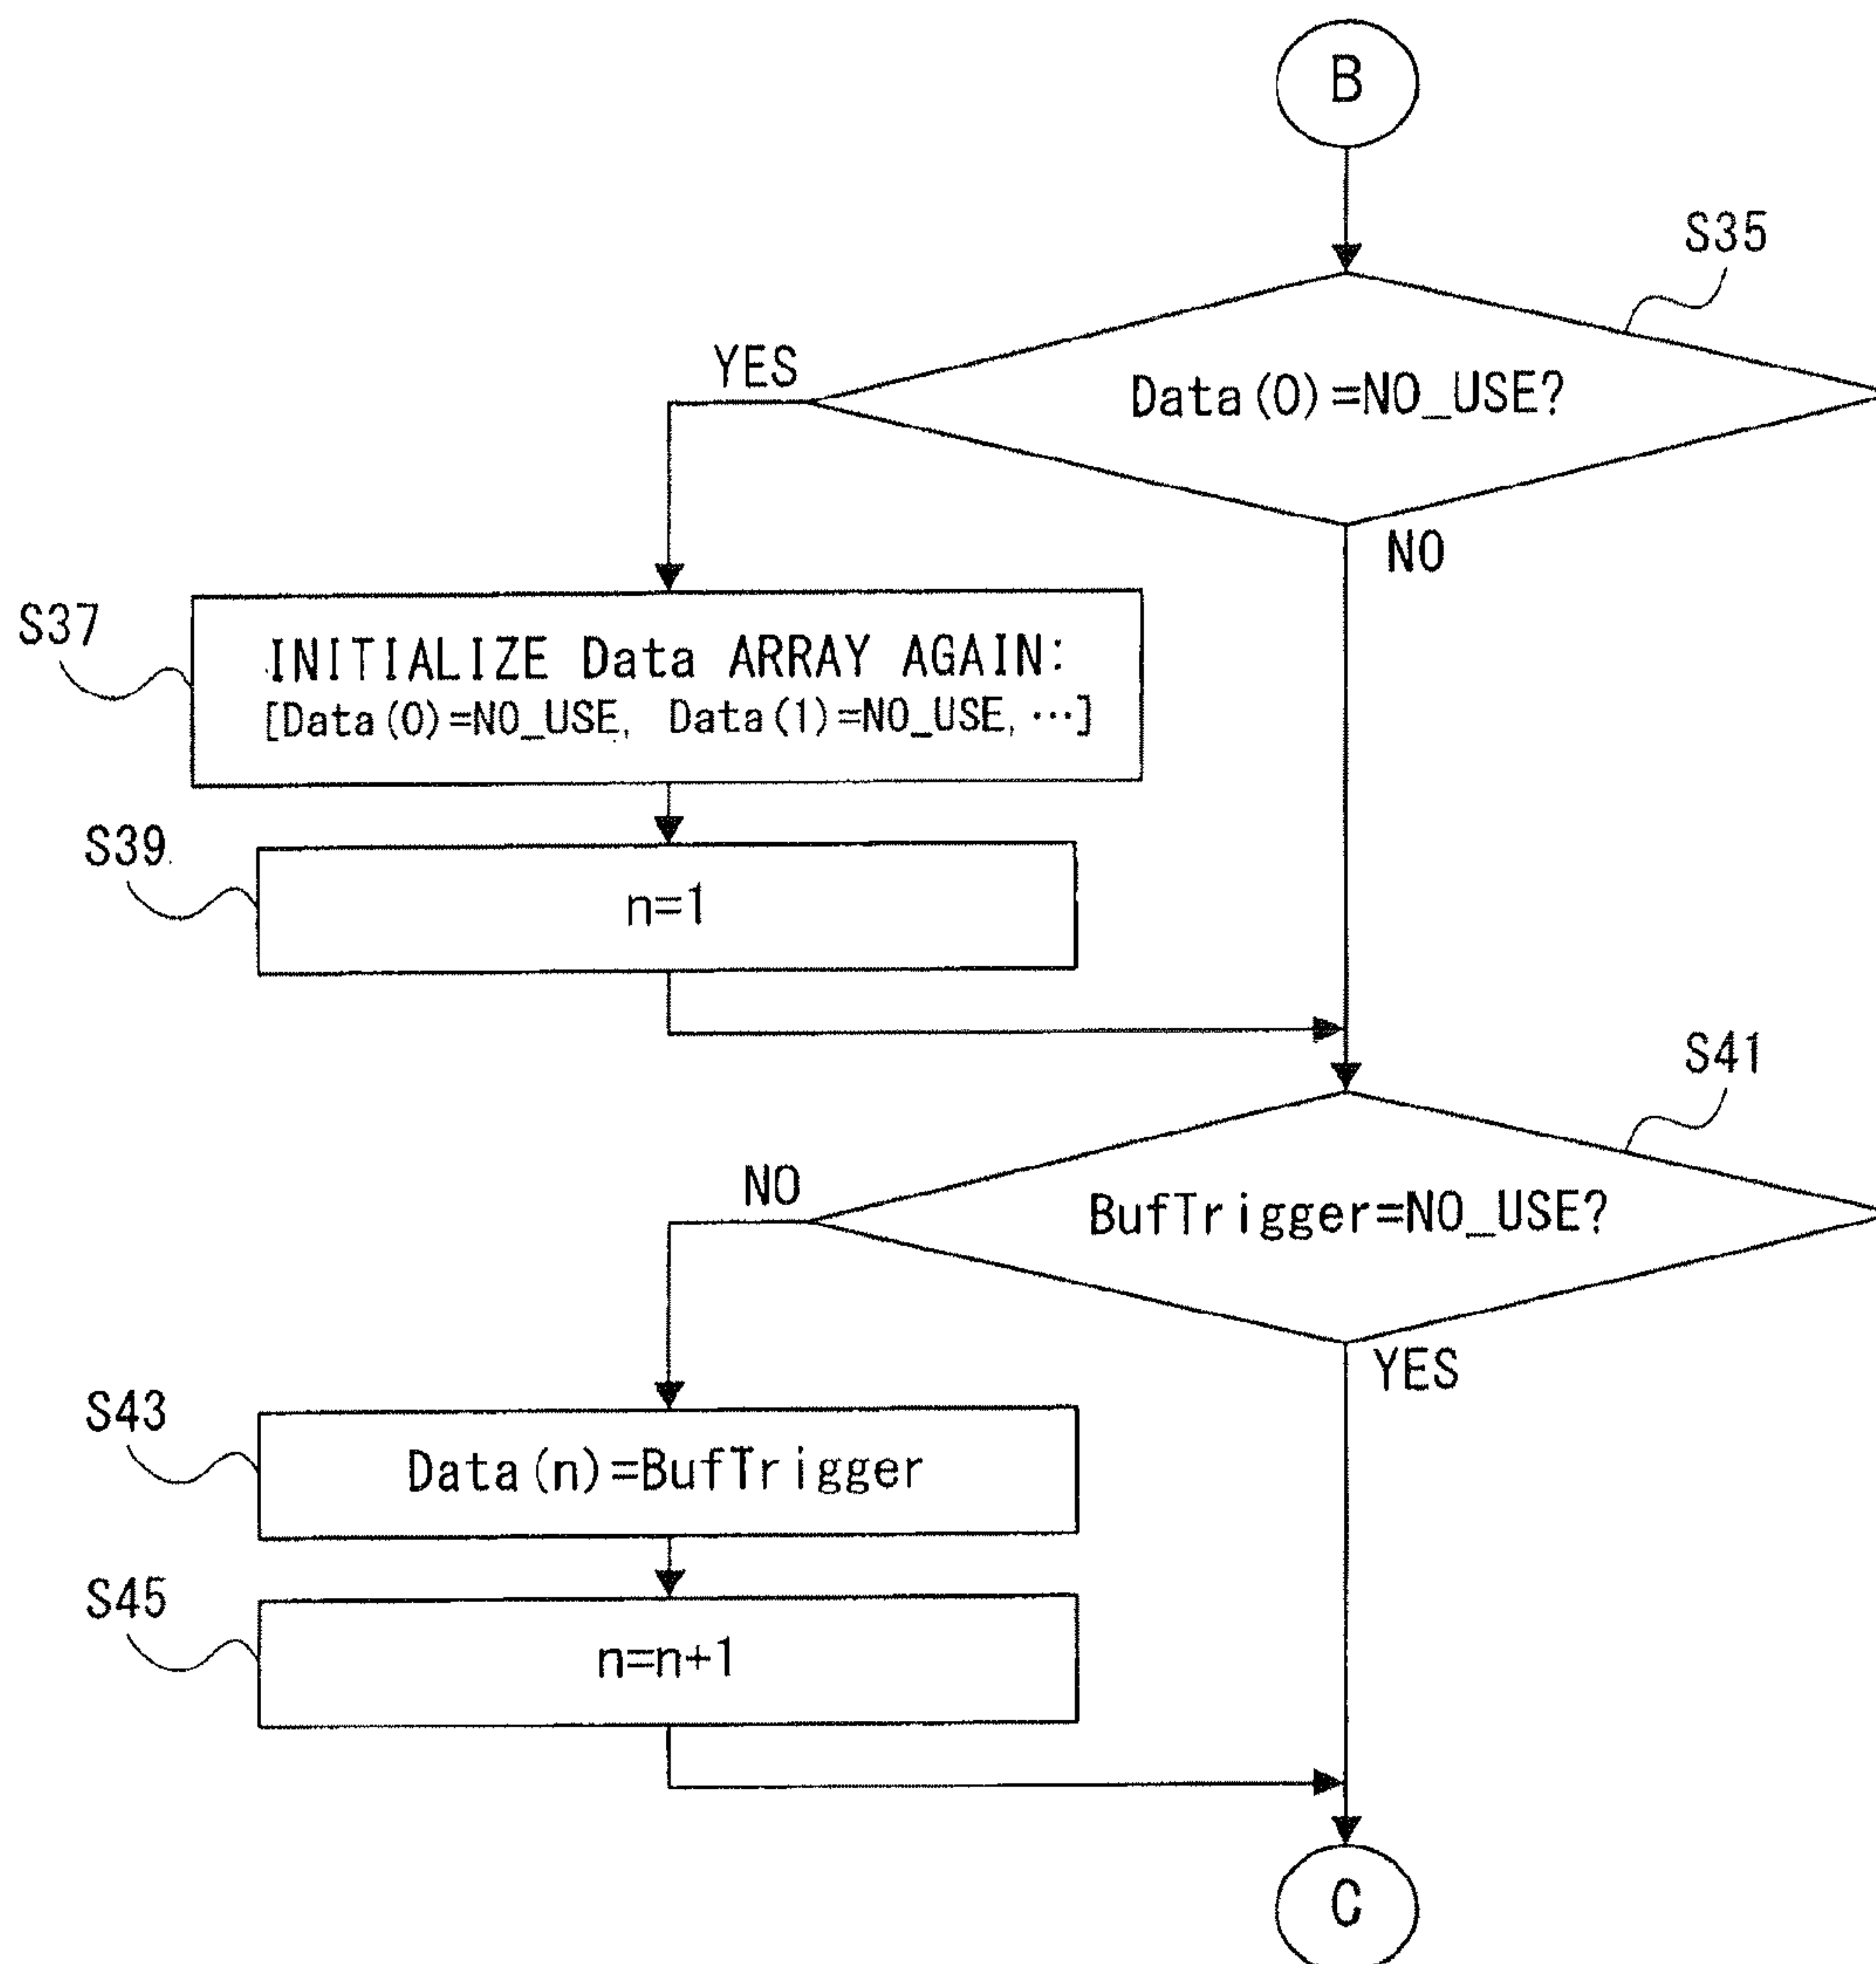 B
S35
YES
Data(0)=NO_USE?
NO
S37
INITIALIZE Data ARRAY AGAIN:
[Data(0)=NO_USE, Data(1)=NO_USE, ⋯]
S39
n=1
S41
NO
BufTrigger=NO_USE?
YES
S43
Data(n)=BufTrigger
S45
n=n+1
C